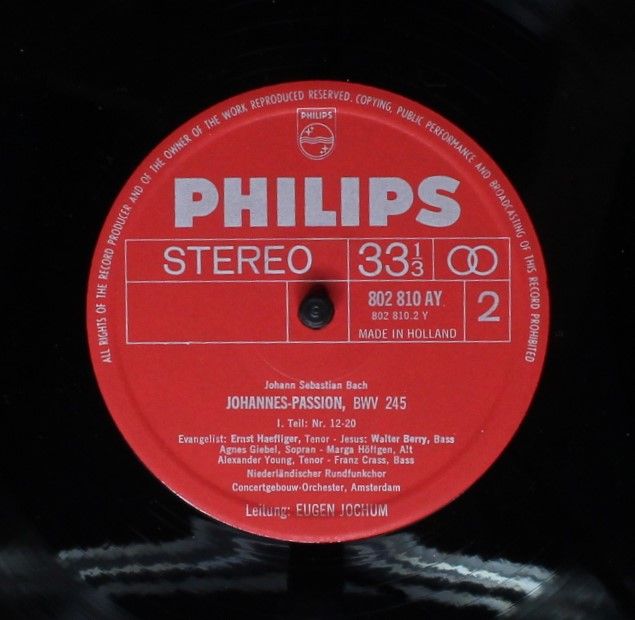 ALL RIGHTS OF THE RECORD PRODUCER AND OF THE OWNER OF THE WORK REPRODUCED RESERVED. COPYING, PUBLIC PERFORMANCE AND BROADCASTING OF THIS RECORD PROHIBITED
PHILIPS
PHILIPS
STEREO 33 1/3
802 810 AY
802 810.2 Y
2
MADE IN HOLLAND
Johann Sebastian Bach
JOHANNES-PASSION, BWV 245
I. Teil: Nr. 12-20
Evangelist: Ernst Haefliger, Tenor - Jesus: Walter Berry, Bass
Agnes Giebel, Sopran - Marga Höffgen, Alt
Alexander Young, Tenor - Franz Crass, Bass
Niederländischer Rundfunkchor
Concertgebouw-Orchester, Amsterdam
Leitung: EUGEN JOCHUM